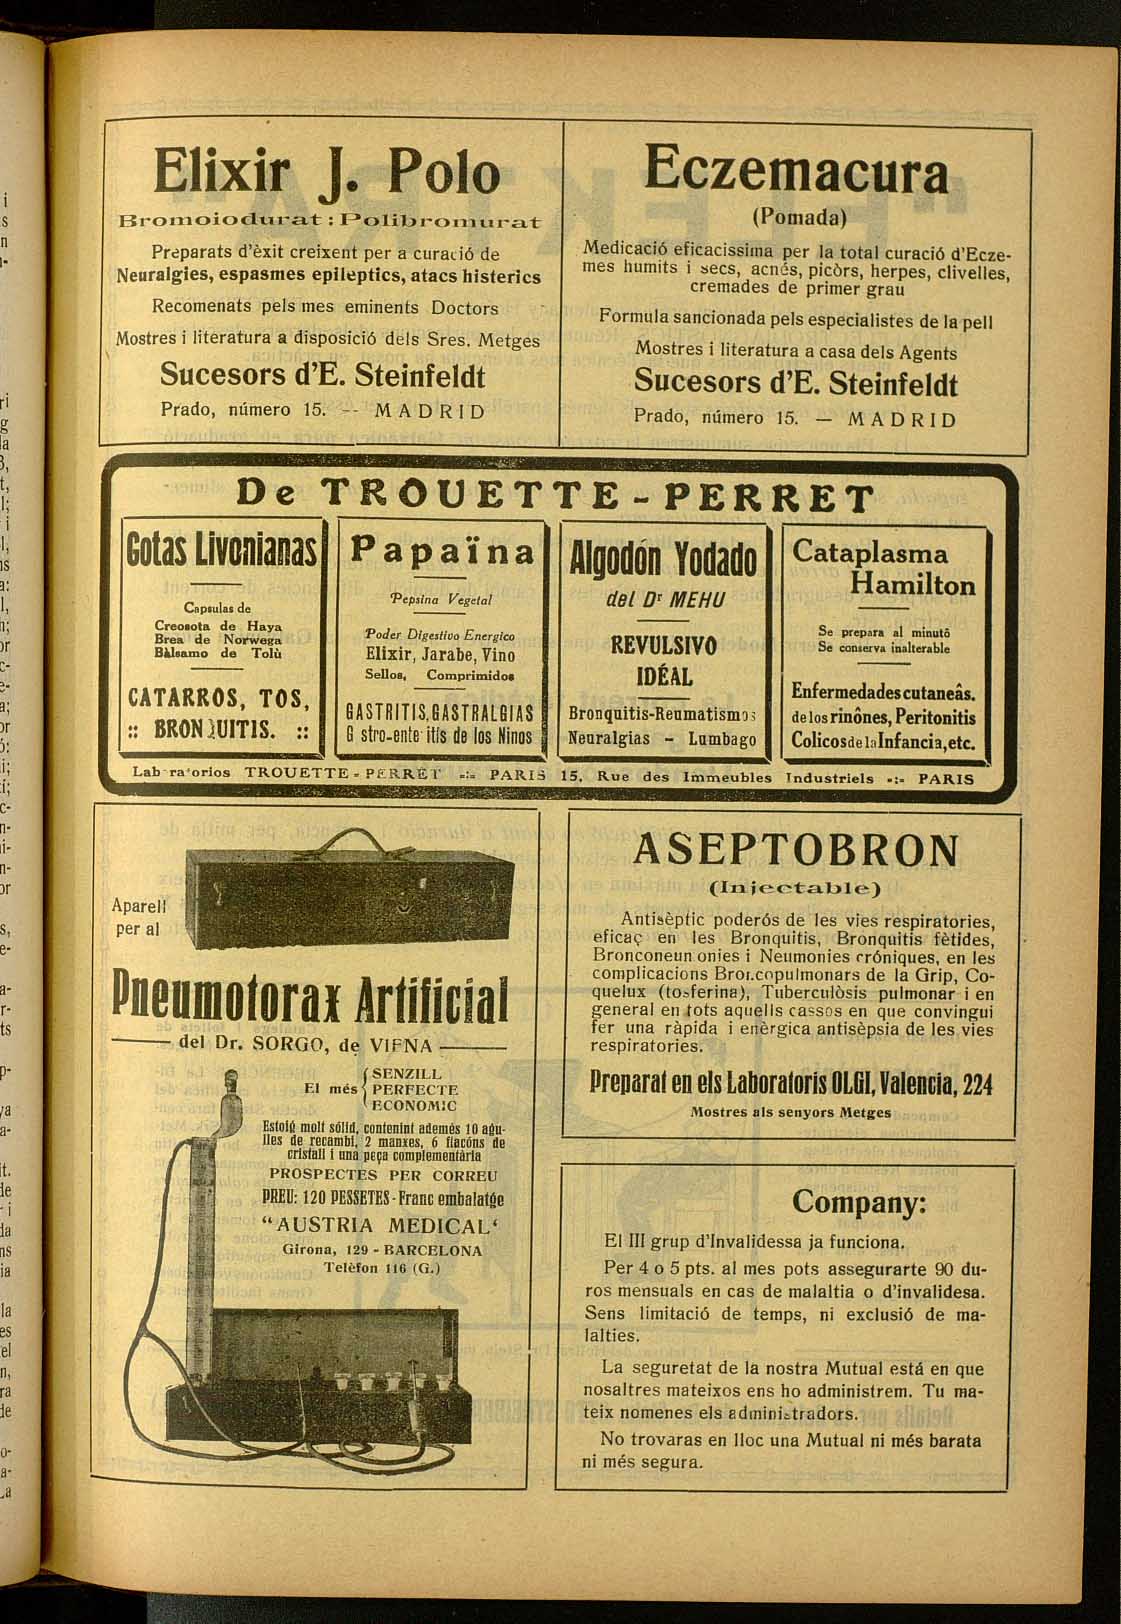 Elixir J. Polo
Bromoiodurat : Polibromurat
Preparats d'èxit creixent per a curació de
Neuralgies, espasmes epileptics, atacs histerics
Recomenats pels mes eminents Doctors
Mostres i literatura a disposició dels Sres. Metges
Sucesors d'E. Steinfeldt
Prado, número 15. -- MADRID
Eczemacura
(Pomada)
Medicació eficacissima per la total curació d'Ecze-
mes humits i secs, acnés, picòrs, herpes, clivelles,
cremades de primer grau
Formula sancionada pels especialistes de la pell
Mostres i literatura a casa dels Agents
Sucesors d'E. Steinfeldt
Prado, número 15. — MADRID
De TROUETTE-PERRET
Gotas Livonianas
Capsulas de
Creosota de Haya
Brea de Norwega
Bàlsamo de Tolù
CATARROS, TOS,
:: BRONQUITIS. ::
Papaïna
Pepsina Vegetal
Poder Digestivo Energico
Elixir, Jarabe, Vino
Sellos, Comprimidos
GASTRITIS, GASTRALGIAS
G stro-ente itis de los Ninos
Algodón Yodado
del Dr MEHU
REVULSIVO
IDÉAL
Bronquitis-Reumatismos
Neuralgias - Lumbago
Cataplasma
Hamilton
Se prepara al minutô
Se conserva inalterable
Enfermedades cutaneâs.
de los rinônes, Peritonitis
Colicos de la Infancia, etc.
Lab ra'orios TROUETTE-PERRET -:- PARIS 15, Rue des Immeubles Industriels -:- PARIS
Aparell
per al
Pneumotorax Artificial
del Dr. SORGO, de VIENA
El més
SENZILL
PERFECTE
ECONOMIC
Estoig molt sólid, contenint ademés 10 agu-
lles de recambi, 2 manxes, 6 flacóns de
cristall i una peça complementària
PROSPECTES PER CORREU
PREU: 120 PESSETES - Franc embalatge
"AUSTRIA MEDICAL'
Girona, 129 - BARCELONA
Telèfon 116 (G.)
ASEPTOBRON
(Injectable)
Antisèptic poderós de les vies respiratories,
eficaç en les Bronquitis, Bronquitis fètides,
Bronconeumonies i Neumonies cróniques, en les
complicacions Broncopulmonars de la Grip, Co-
quelux (tosferina), Tuberculòsis pulmonar i en
general en tots aquells cassos en que convingui
fer una ràpida i enèrgica antisèpsia de les vies
respiratories.
Preparat en els Laboratoris OLGI, Valencia, 224
Mostres als senyors Metges
Company:
El III grup d'Invalidessa ja funciona.
Per 4 o 5 pts. al mes pots assegurarte 90 du-
ros mensuals en cas de malaltia o d'invalidesa.
Sens limitació de temps, ni exclusió de ma-
lalties.
La seguretat de la nostra Mutual está en que
nosaltres mateixos ens ho administrem. Tu ma-
teix nomenes els administradors.
No trovaras en lloc una Mutual ni més barata
ni més segura.